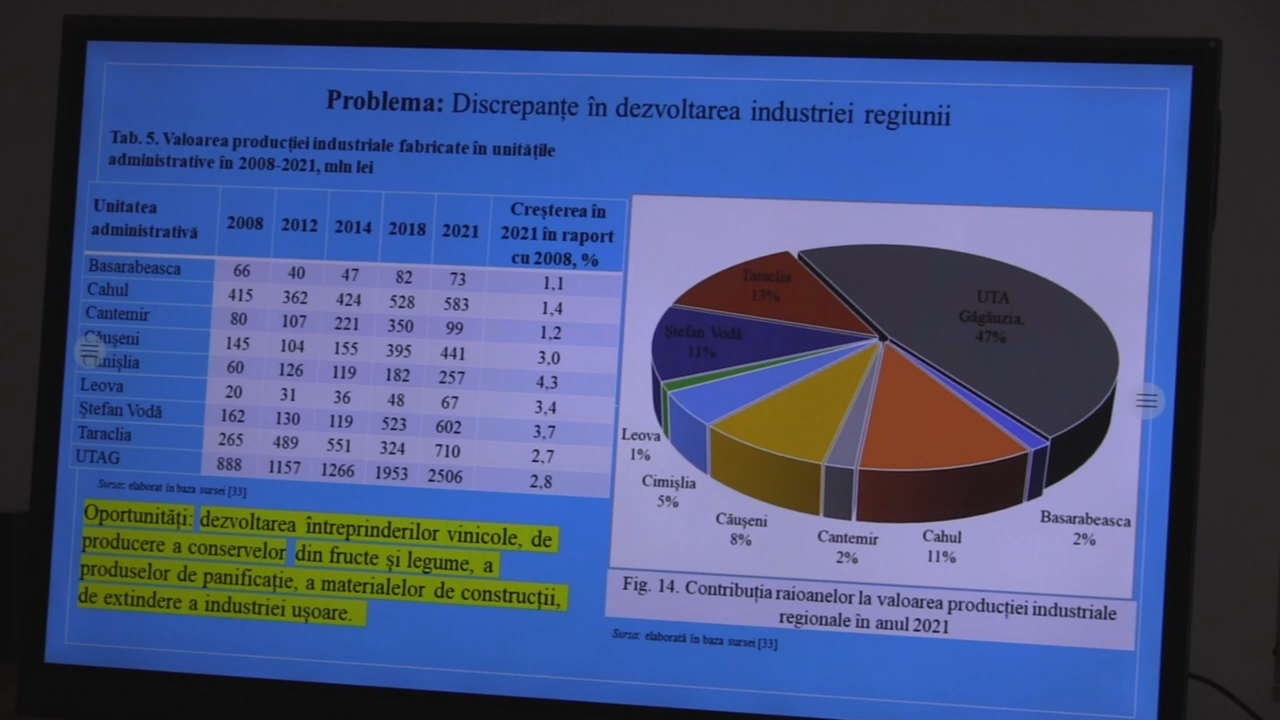 Problema: Discrepanțe în dezvoltarea industriei regiunii
Tab. 5. Valoarea producției industriale fabricate în unitățile
administrative în 2008-2021, mln lei
Unitatea administrativă 2008 2012 2014 2018 2021 Creșterea în 2021 în raport cu 2008, %
Basarabeasca 66 40 47 82 73 1,1
Cahul 415 362 424 528 583 1,4
Cantemir 80 107 221 350 99 1,2
Căușeni 145 104 155 395 441 3,0
Cimișlia 60 126 119 182 257 4,3
Leova 20 31 36 48 67 3,4
Ștefan Vodă 162 130 119 523 602 3,7
Taraclia 265 489 551 324 710 2,7
UTAG 888 1157 1266 1953 2506 2,8
Sursa: elaborat în baza sursei [33]
Oportunități: dezvoltarea întreprinderilor vinicole, de
producere a conservelor din fructe și legume, a
produselor de panificație, a materialelor de construcții,
de extindere a industriei ușoare.
Taraclia
13%
UTA
Găgăuzia,
47%
Ștefan Vodă
11%
Leova
1%
Cimișlia
5%
Căușeni
8%
Cantemir
2%
Cahul
11%
Basarabeasca
2%
Fig. 14. Contribuția raioanelor la valoarea producției industriale
regionale în anul 2021
Sursa: elaborată în baza sursei [33]